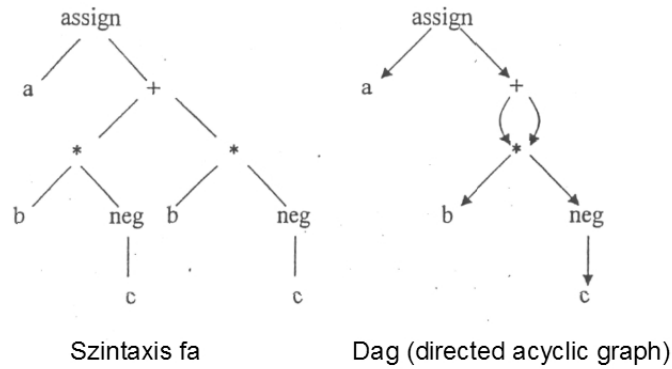 assign
a
+
*
*
b
neg
b
neg
c
c
Szintaxis fa
assign
a
+
*
b
neg
c
Dag (directed acyclic graph)